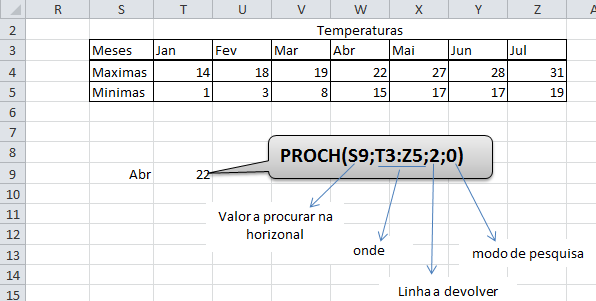 R S T U V W X Y Z A
2 Temperaturas
3 Meses Jan Fev Mar Abr Mai Jun Jul
4 Maximas 14 18 19 22 27 28 31
5 Minimas 1 3 8 15 17 17 19
6
7
8 PROCH(S9;T3:Z5;2;0)
9 Abr 22
10
11 Valor a procurar na
12 horizonal
onde modo de pesquisa
13
14
15 Linha a devolver